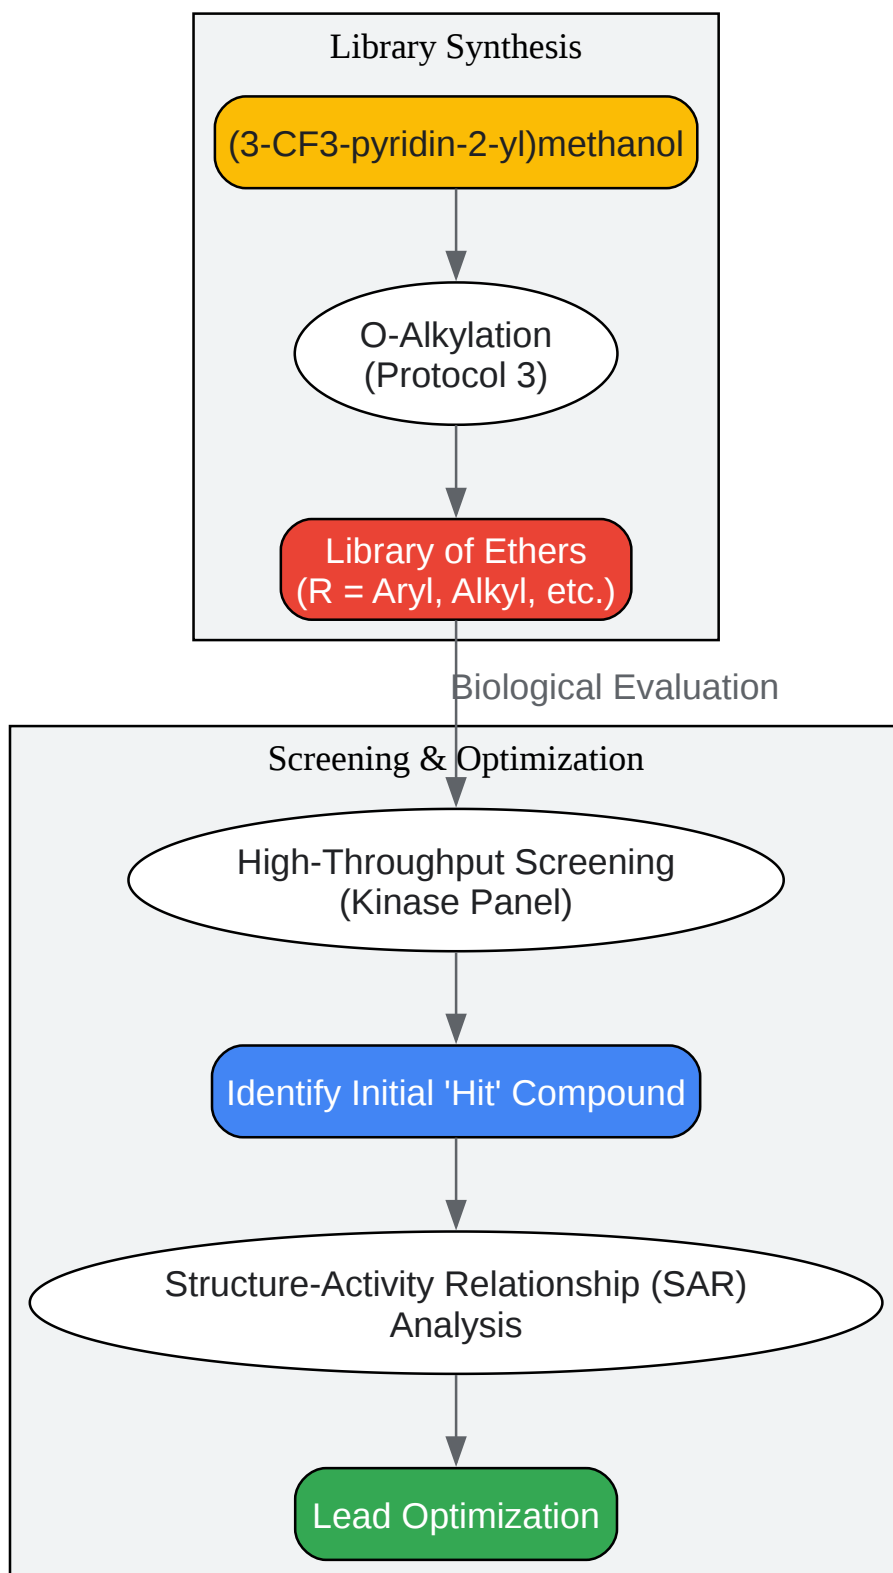 Library Synthesis
(3-CF3-pyridin-2-yl)methanol
O-Alkylation
(Protocol 3)
Library of Ethers
(R = Aryl, Alkyl, etc.)
Biological Evaluation
Screening & Optimization
High-Throughput Screening
(Kinase Panel)
Identify Initial 'Hit' Compound
Structure-Activity Relationship (SAR)
Analysis
Lead Optimization